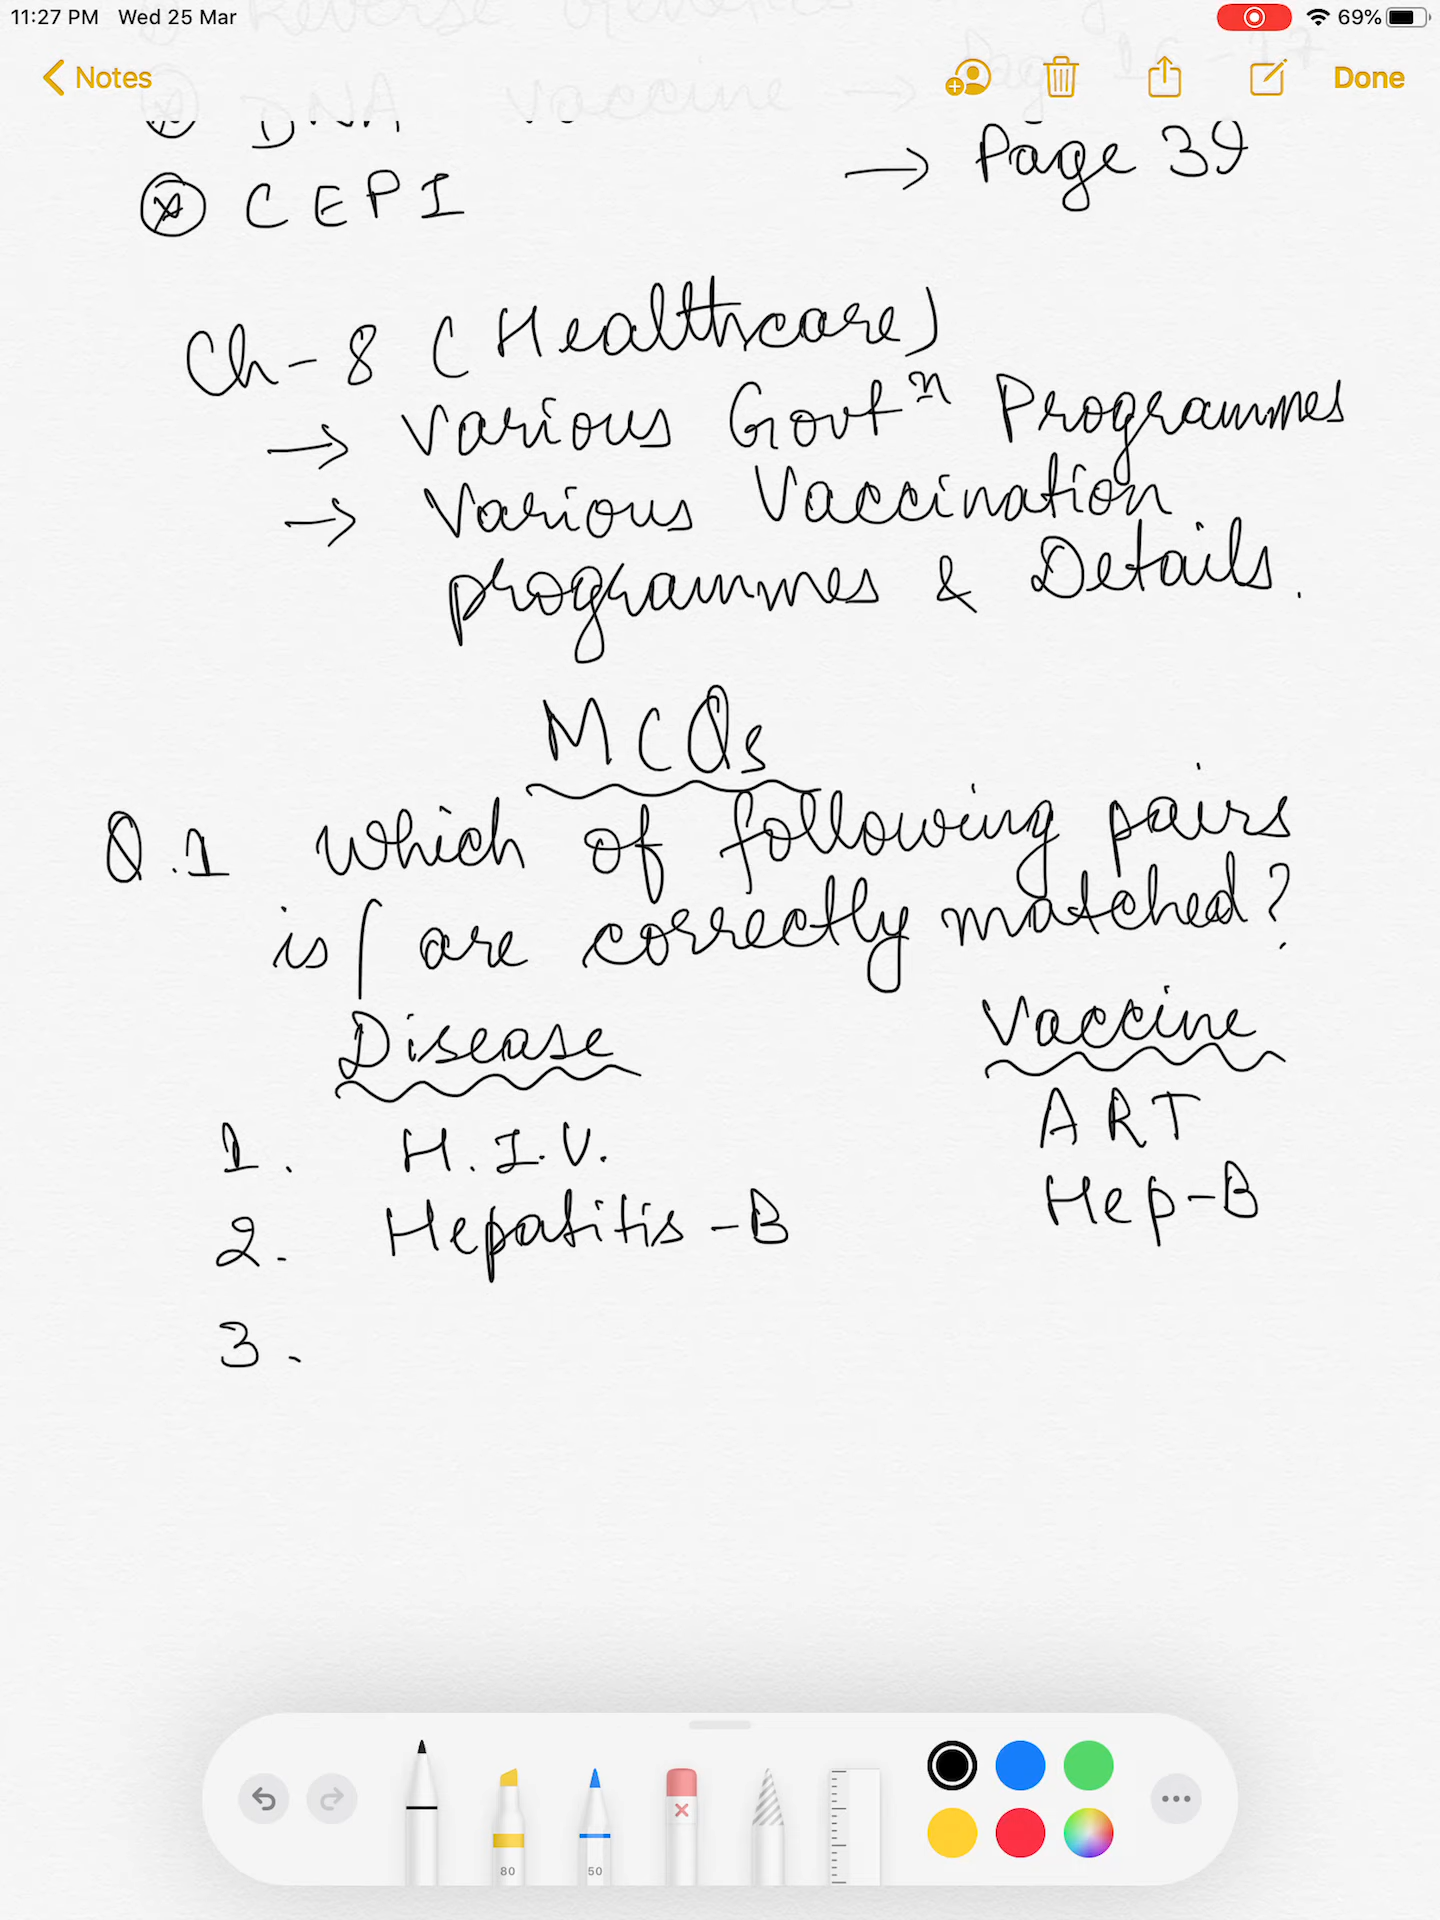 11:27 PM Wed 25 Mar
69%
Notes
Done
DNA vaccine →
CEPI → Page 39
Ch-8 (Healthcare)
→ Various Govtⁿ Programmes
→ Various Vaccination
programmes & Details.
MCQs
Q.1 Which of following pairs
is/are correctly matched?
Disease Vaccine
1. H.I.V. ART
2. Hepatitis-B Hep-B
3.
80
50